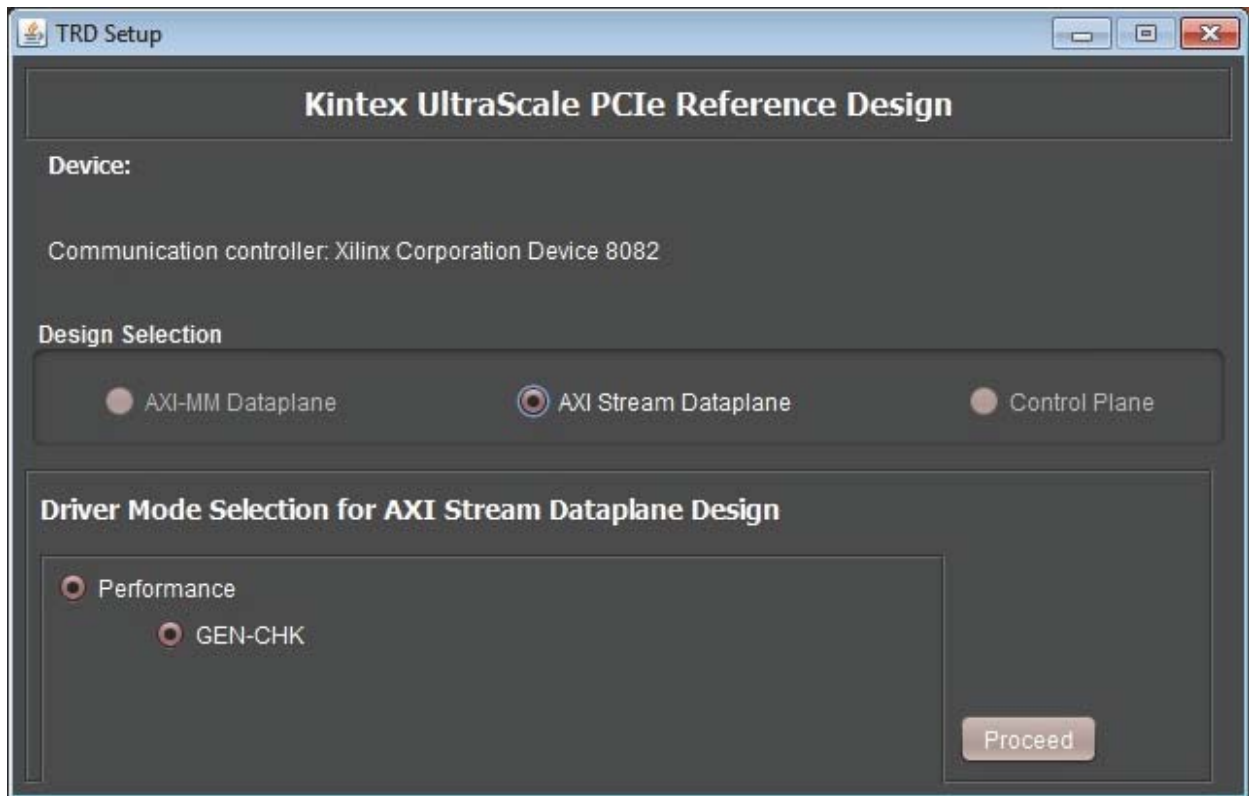 TRD Setup
Kintex UltraScale PCIe Reference Design
Device:
Communication controller: Xilinx Corporation Device 8082
Design Selection
AXI-MM Dataplane AXI Stream Dataplane Control Plane
Driver Mode Selection for AXI Stream Dataplane Design
Performance
GEN-CHK
Proceed